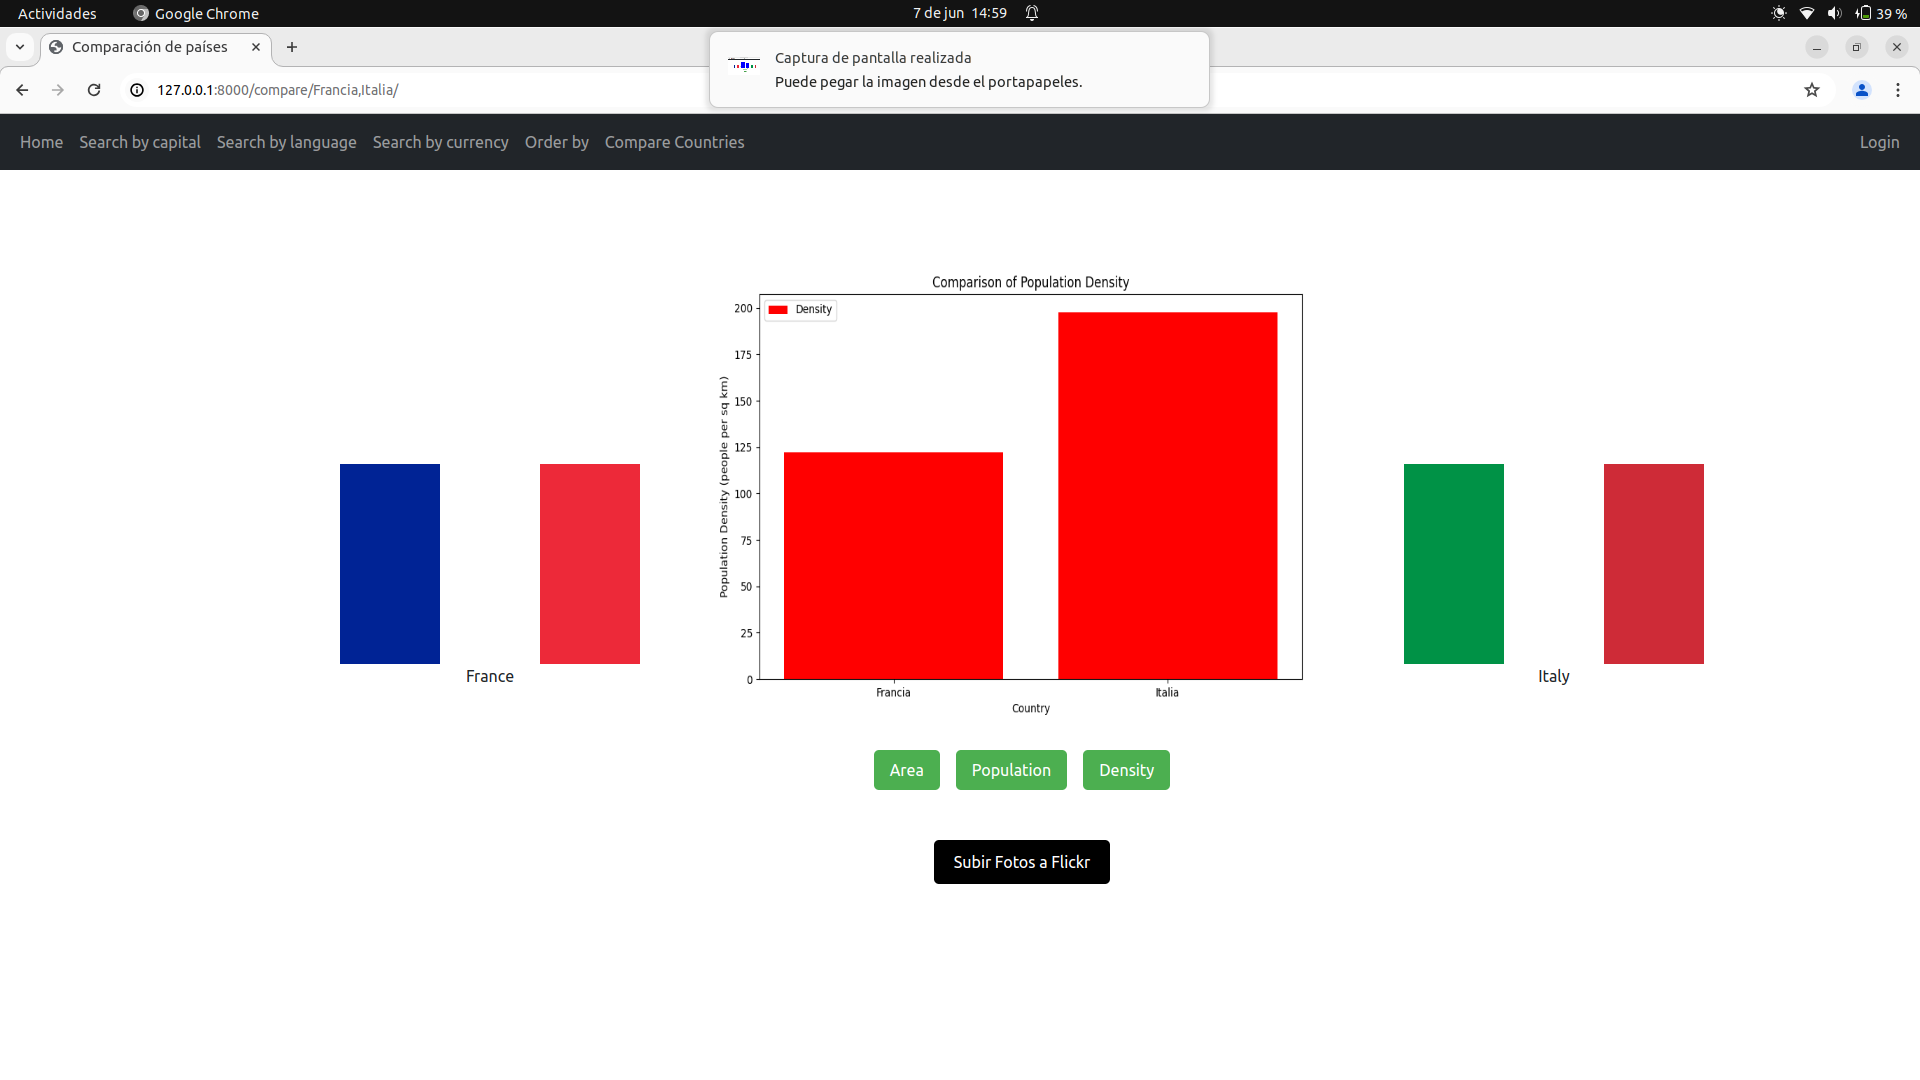 Actividades Google Chrome 7 de jun 14:59 39 %
Comparación de países
Captura de pantalla realizada
Puede pegar la imagen desde el portapapeles.
127.0.0.1:8000/compare/Francia,Italia/
Home Search by capital Search by language Search by currency Order by Compare Countries Login
Comparison of Population Density
Density
200
175
150
125
100
75
50
25
0
Population Density (people per sq km)
Francia Italia
Country
France
Italy
Area Population Density
Subir Fotos a Flickr